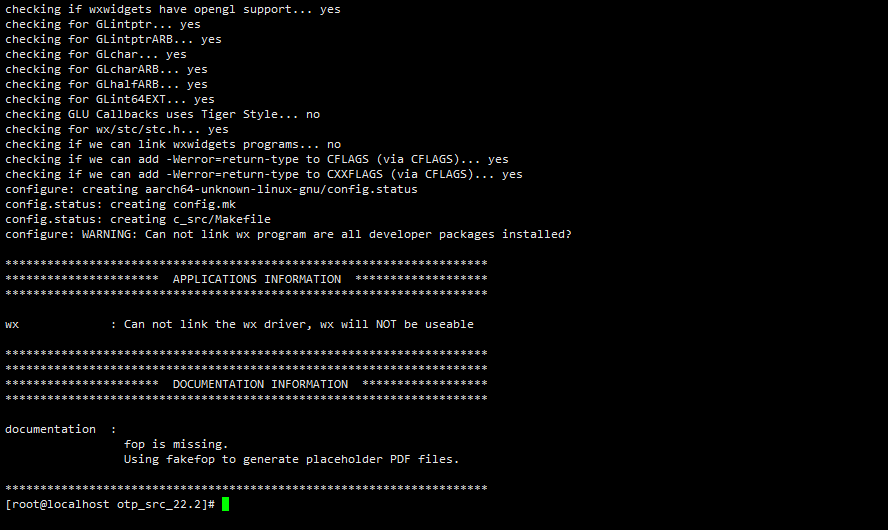 checking if wxwidgets have opengl support... yes
checking for GLintptr... yes
checking for GLintptrARB... yes
checking for GLchar... yes
checking for GLcharARB... yes
checking for GLhalfARB... yes
checking for GLint64EXT... yes
checking GLU Callbacks uses Tiger Style... no
checking for wx/stc/stc.h... yes
checking if we can link wxwidgets programs... no
checking if we can add -Werror=return-type to CFLAGS (via CFLAGS)... yes
checking if we can add -Werror=return-type to CXXFLAGS (via CFLAGS)... yes
configure: creating aarch64-unknown-linux-gnu/config.status
config.status: creating config.mk
config.status: creating c_src/Makefile
configure: WARNING: Can not link wx program are all developer packages installed?
*********************************************************************
**********************  APPLICATIONS INFORMATION  *******************
*********************************************************************
wx             : Can not link the wx driver, wx will NOT be useable
*********************************************************************
*********************************************************************
**********************  DOCUMENTATION INFORMATION  ******************
*********************************************************************
documentation  :
                 fop is missing.
                 Using fakefop to generate placeholder PDF files.
*********************************************************************
[root@localhost otp_src_22.2]#